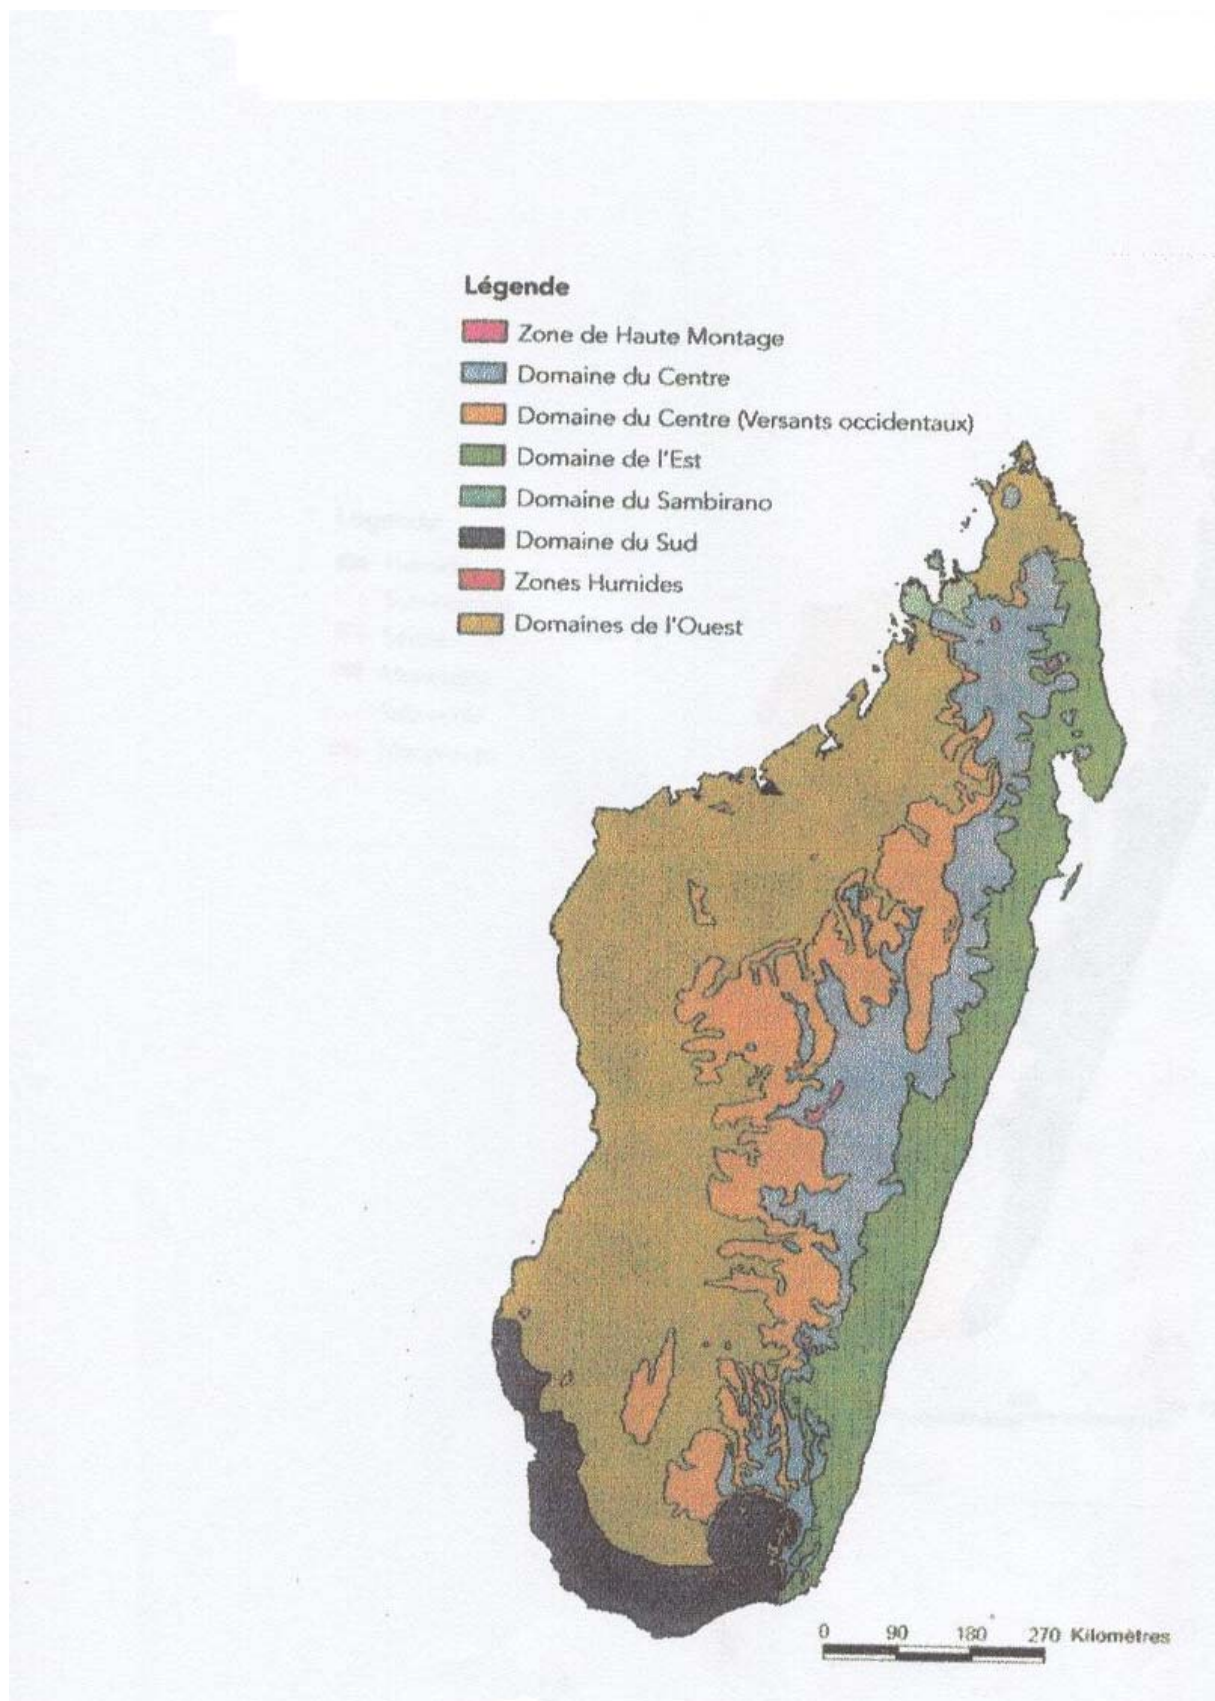 Légende
Zone de Haute Montage
Domaine du Centre
Domaine du Centre (Versants occidentaux)
Domaine de l'Est
Domaine du Sambirano
Domaine du Sud
Zones Humides
Domaines de l'Ouest
0 90 180 270 Kilomètres